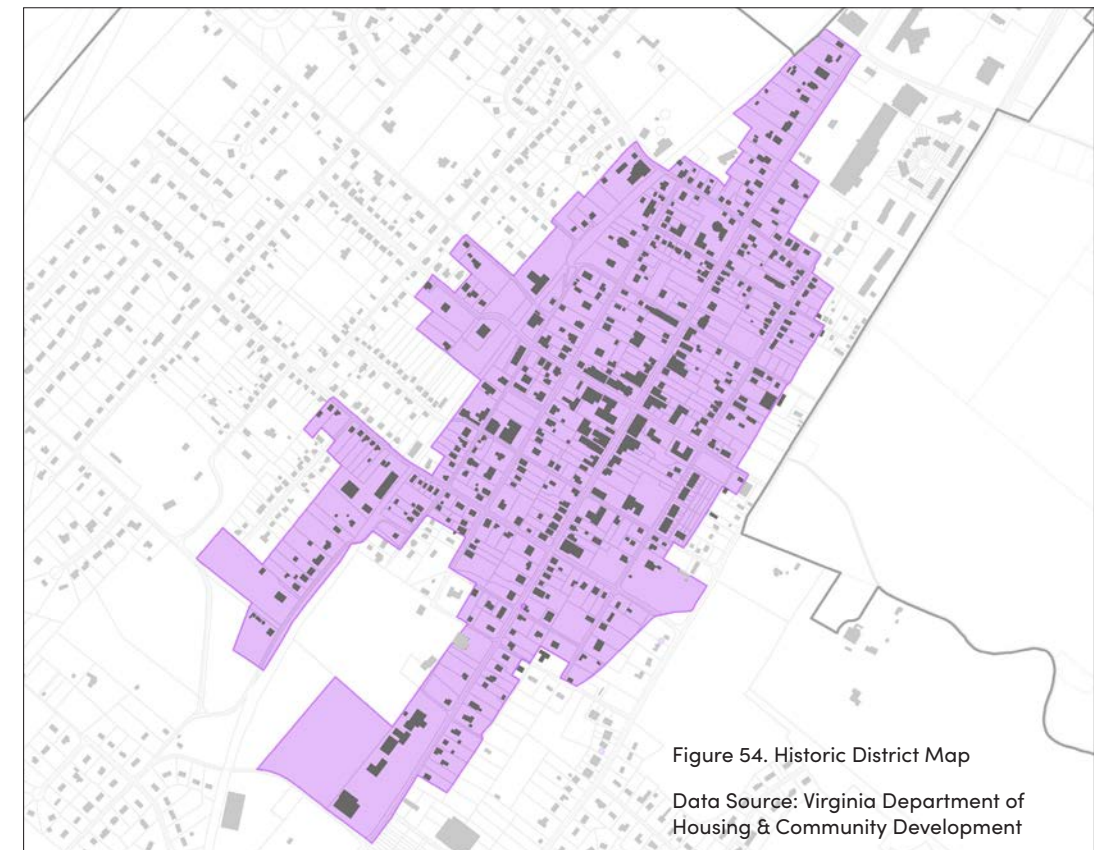 Figure 54. Historic District Map
Data Source: Virginia Department of
Housing & Community Development